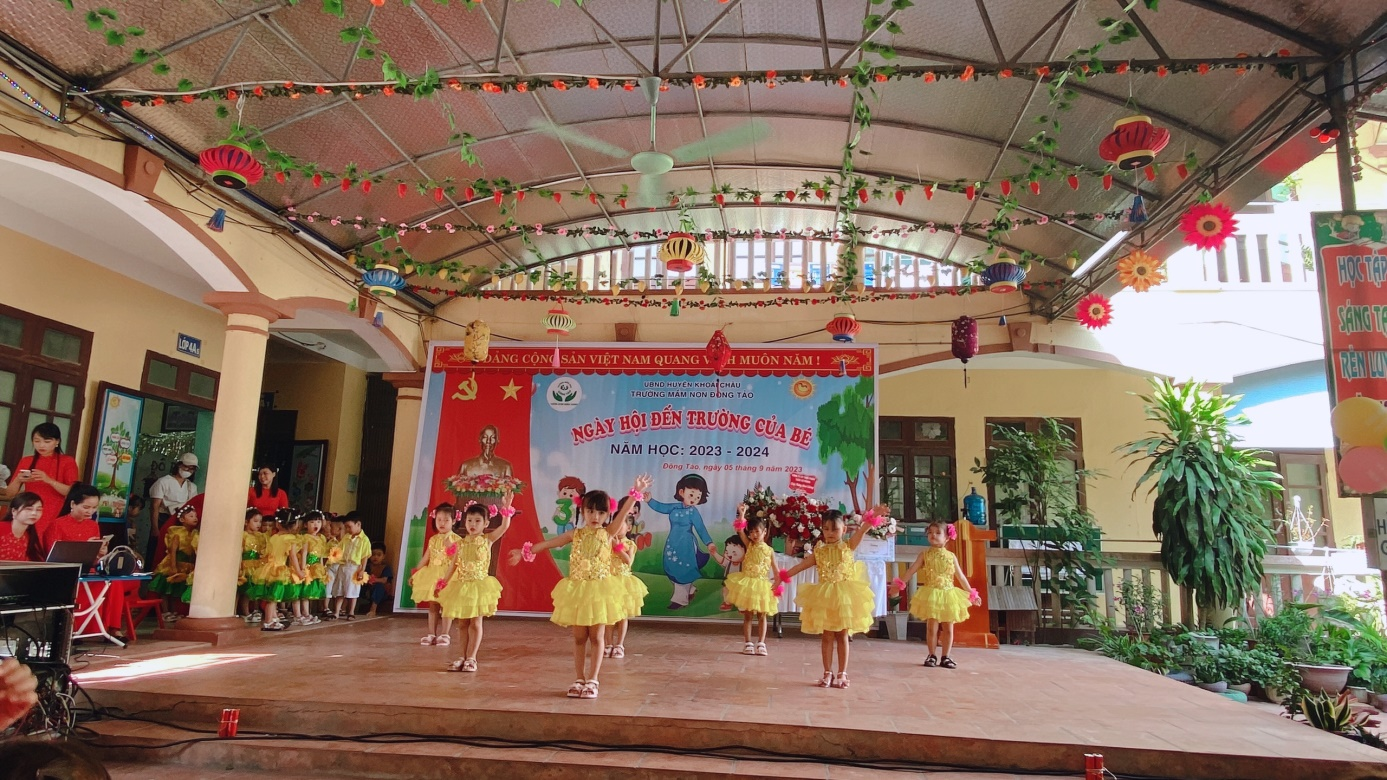 LỚP 4A
ĐẢNG CỘNG SẢN VIỆT NAM QUANG VINH MUÔN NĂM !
UBND HUYỆN KHOÁI CHÂU
TRƯỜNG MẦM NON ĐÔNG TẢO
NGÀY HỘI ĐẾN TRƯỜNG CỦA BÉ
NĂM HỌC: 2023 - 2024
Đông Tảo, ngày 05 tháng 9 năm 2023
3
HỌC TẬP
SÁNG TẠ
RÈN LUY